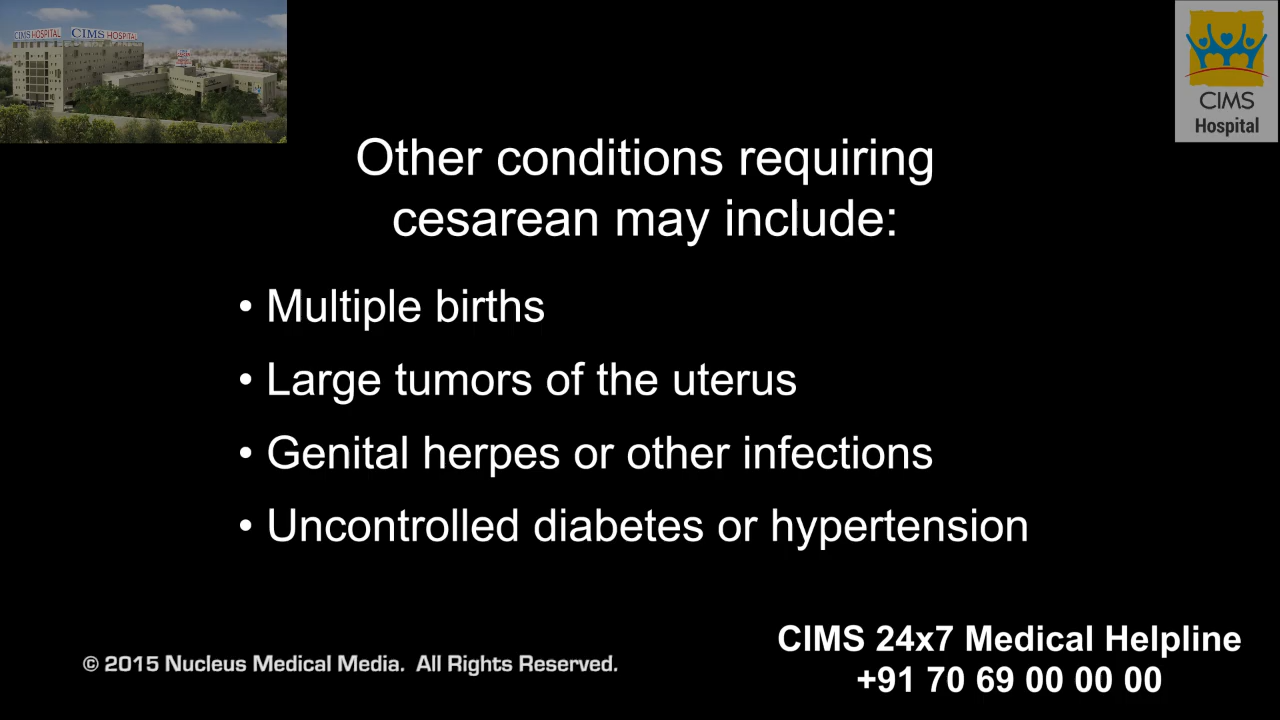 CIMS HOSPITAL CIMS HOSPITAL
CIMS
Hospital
Other conditions requiring
cesarean may include:
• Multiple births
• Large tumors of the uterus
• Genital herpes or other infections
• Uncontrolled diabetes or hypertension
© 2015 Nucleus Medical Media. All Rights Reserved.
CIMS 24x7 Medical Helpline
+91 70 69 00 00 00